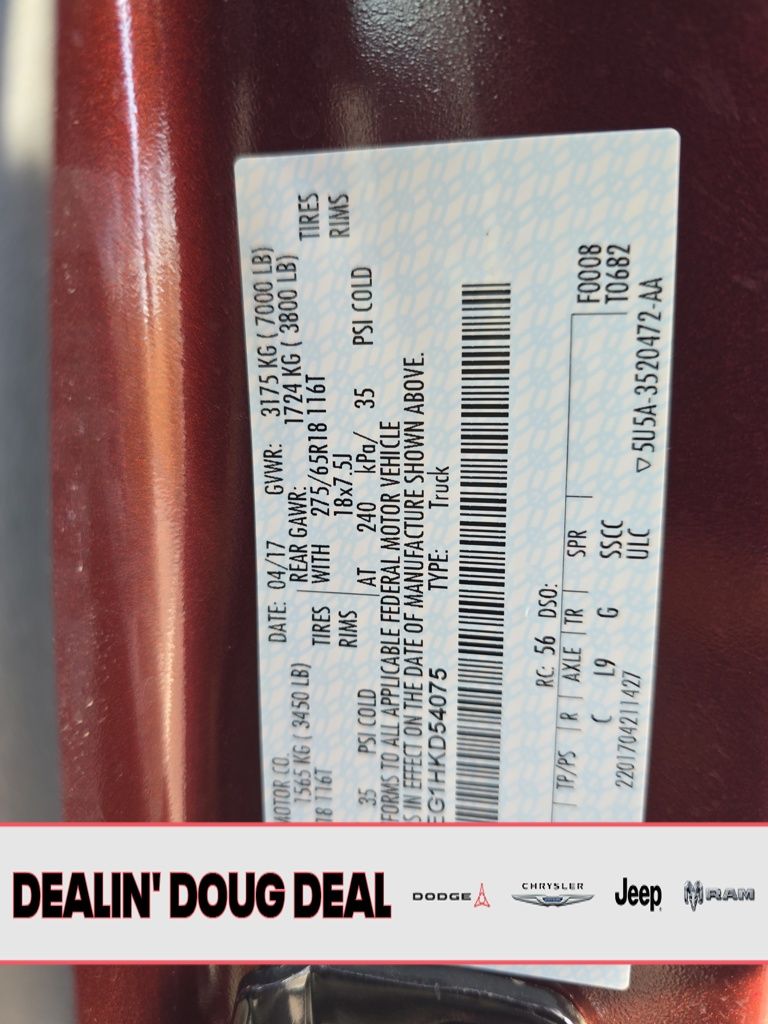 MOTOR CO. DATE: 04/17 GVWR: 3175 KG ( 7000 LB)
1565 KG ( 3450 LB) REAR GAWR: 1724 KG ( 3800 LB)
18 116T TIRES WITH 275/65R18 116T TIRES
RIMS 18x7.5J RIMS
35 PSI COLD AT 240 kPa/ 35 PSI COLD
FORMS TO ALL APPLICABLE FEDERAL MOTOR VEHICLE
S IN EFFECT ON THE DATE OF MANUFACTURE SHOWN ABOVE.
EG1HKD54075 TYPE: Truck
RC: 56 DSO: F0008
TP/PS R AXLE TR SPR T0682
C L9 G SSCC
2201704211427 ULC ▽5U5A-3520472-AA
DEALIN' DOUG DEAL DODGE CHRYSLER Jeep RAM